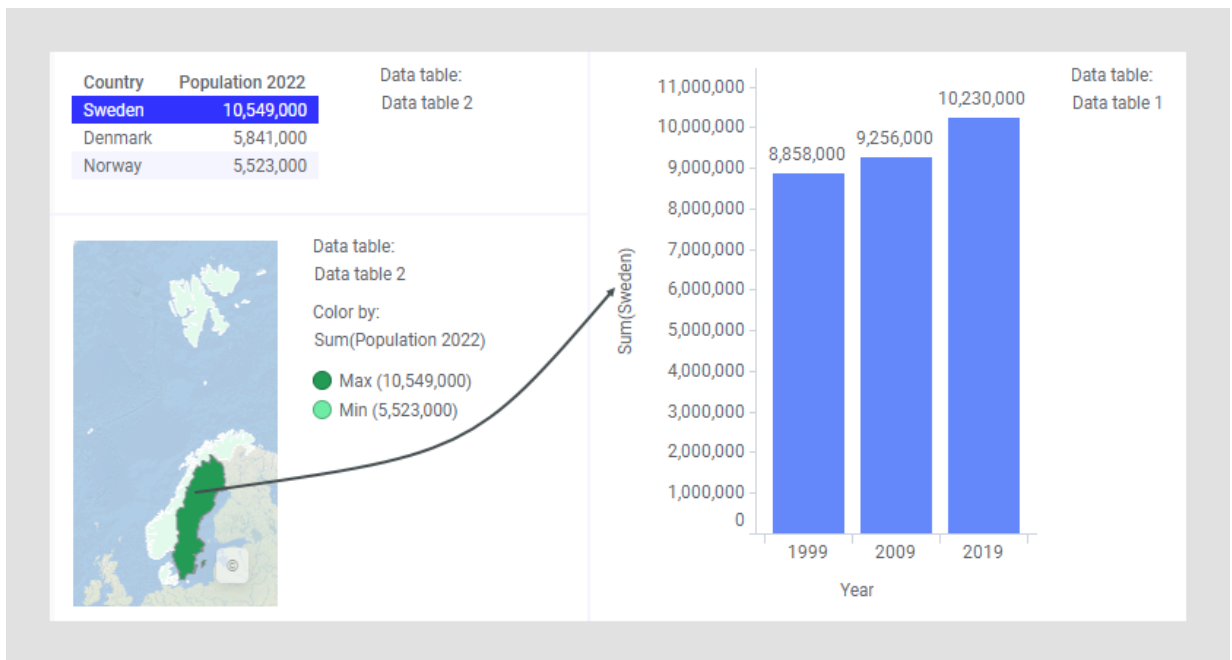 Country Population 2022
Sweden 10,549,000
Denmark 5,841,000
Norway 5,523,000
Data table:
Data table 2
Data table:
Data table 2
Color by:
Sum(Population 2022)
Max (10,549,000)
Min (5,523,000)
©
Sum(Sweden)
11,000,000
10,000,000
9,000,000
8,000,000
7,000,000
6,000,000
5,000,000
4,000,000
3,000,000
2,000,000
1,000,000
0
8,858,000
9,256,000
10,230,000
1999 2009 2019
Year
Data table:
Data table 1